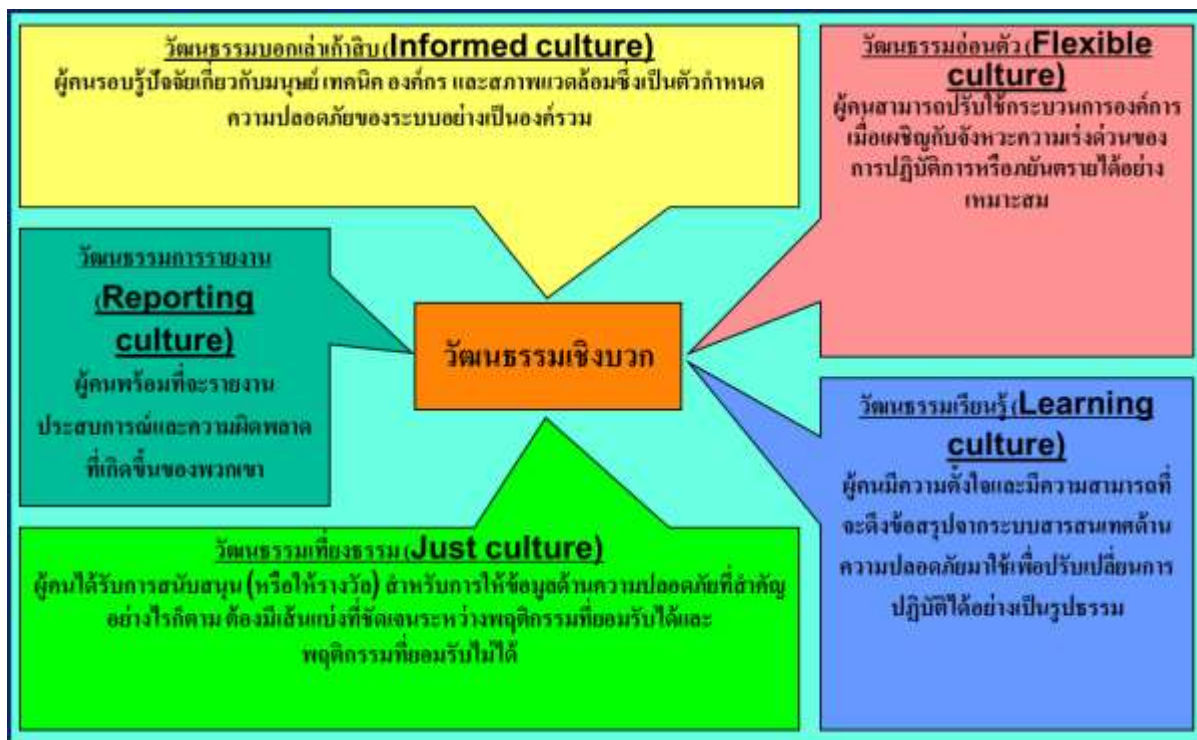 วัฒนธรรมบอกเล่าเก้าสิบ (Informed culture)
ผู้คนรอบรู้ปัจจัยเกี่ยวกับมนุษย์ เทคนิค องค์กร และสภาพแวดล้อมซึ่งเป็นตัวกำหนด
ความปลอดภัยของระบบอย่างเป็นองค์รวม
วัฒนธรรมอ่อนตัว (Flexible
culture)
ผู้คนสามารถปรับใช้กระบวนการองค์การ
เมื่อเผชิญกับจังหวะความเร่งด่วนของ
การปฏิบัติการหรือภยันตรายได้อย่าง
เหมาะสม
วัฒนธรรมการรายงาน
(Reporting
culture)
ผู้คนพร้อมที่จะรายงาน
ประสบการณ์และความผิดพลาด
ที่เกิดขึ้นของพวกเขา
วัฒนธรรมเชิงบวก
วัฒนธรรมเรียนรู้ (Learning
culture)
ผู้คนมีความตั้งใจและมีความสามารถที่
จะดึงข้อสรุปจากระบบสารสนเทศด้าน
ความปลอดภัยมาใช้เพื่อปรับเปลี่ยนการ
ปฏิบัติได้อย่างเป็นรูปธรรม
วัฒนธรรมเที่ยงธรรม (Just culture)
ผู้คนได้รับการสนับสนุน (หรือให้รางวัล) สำหรับการให้ข้อมูลด้านความปลอดภัยที่สำคัญ
อย่างไรก็ตาม ต้องมีเส้นแบ่งที่ชัดเจนระหว่างพฤติกรรมที่ยอมรับได้และ
พฤติกรรมที่ยอมรับไม่ได้